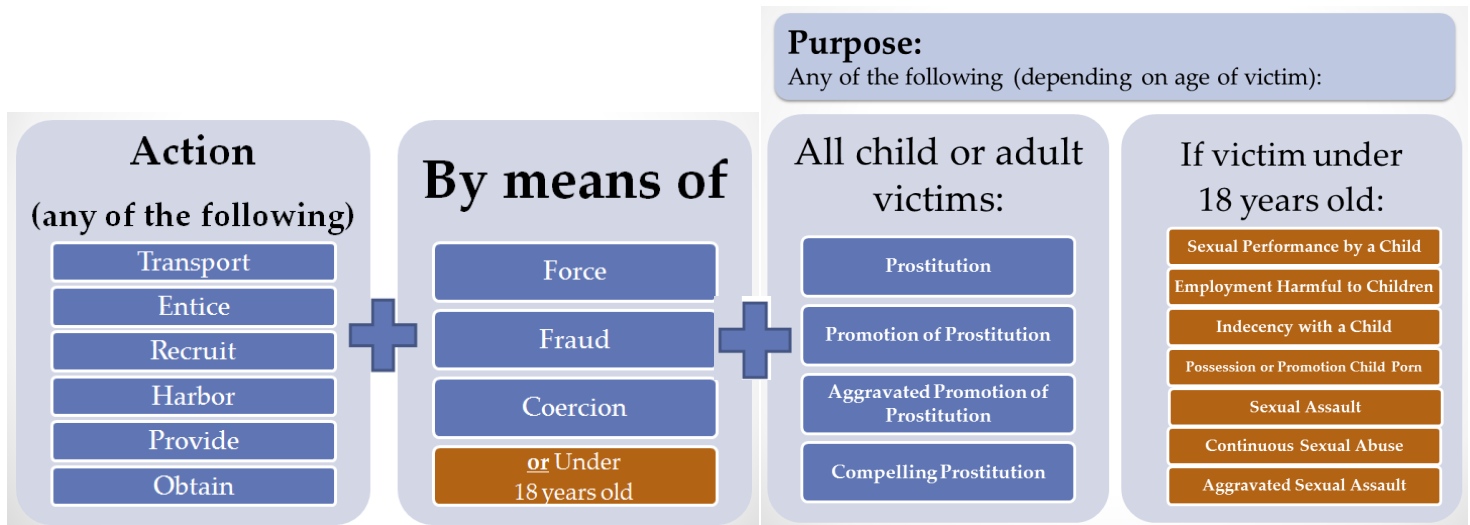 Purpose:
Any of the following (depending on age of victim):
Action
(any of the following)
Transport
Entice
Recruit
Harbor
Provide
Obtain
By means of
Force
Fraud
Coercion
or Under
18 years old
All child or adult
victims:
Prostitution
Promotion of Prostitution
Aggravated Promotion of
Prostitution
Compelling Prostitution
If victim under
18 years old:
Sexual Performance by a Child
Employment Harmful to Children
Indecency with a Child
Possession or Promotion Child Porn
Sexual Assault
Continuous Sexual Abuse
Aggravated Sexual Assault